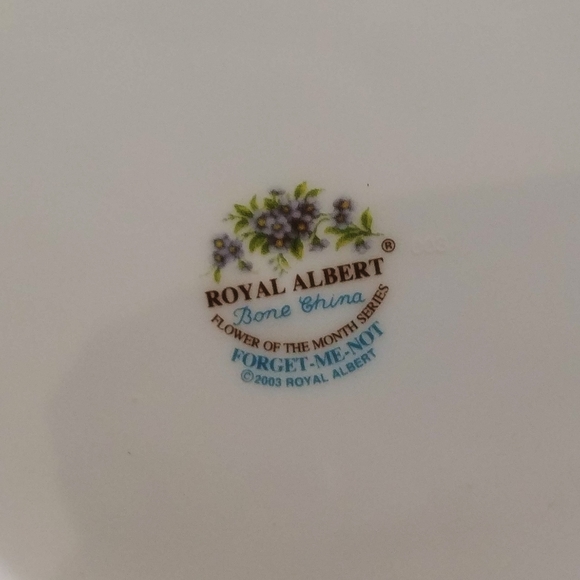 ROYAL ALBERT ®
Bone China
FLOWER OF THE MONTH SERIES
FORGET-ME-NOT
©2003 ROYAL ALBERT